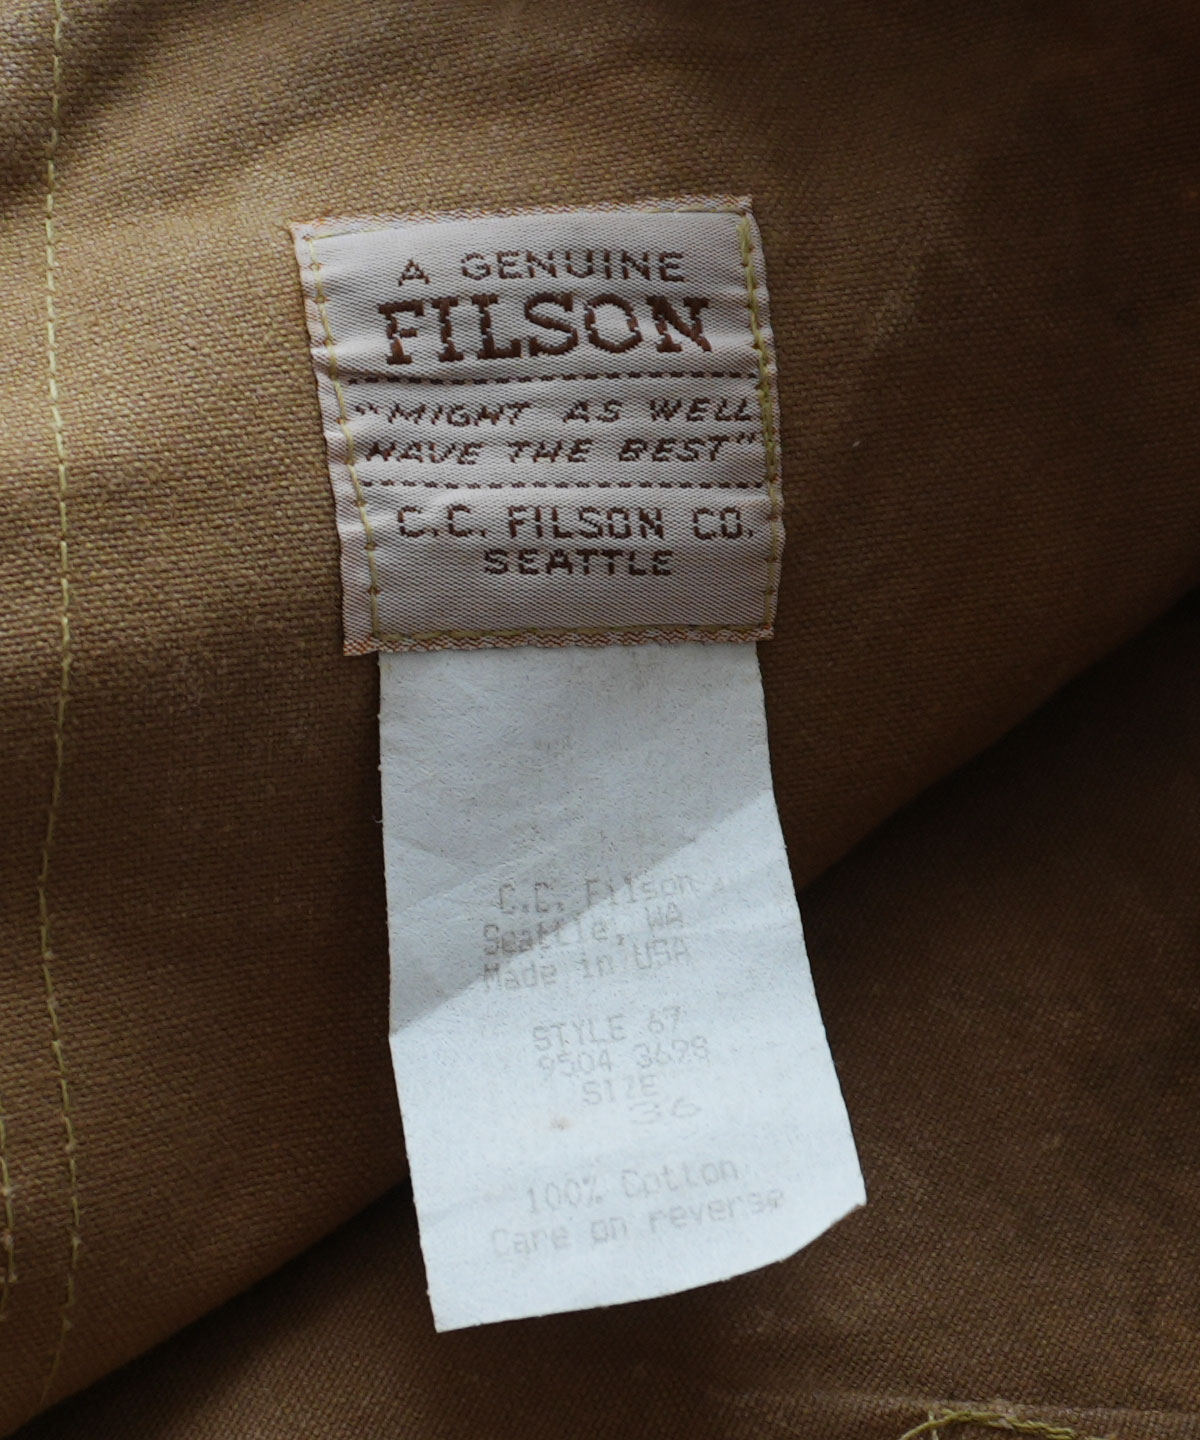 A GENUINE
FILSON
"MIGHT AS WELL
HAVE THE BEST"
C.C. FILSON CO.
SEATTLE
C.C. Filson
Seattle, WA
Made in USA
STYLE 67
9504 3698
SIZE
36
100% Cotton
Care on reverse